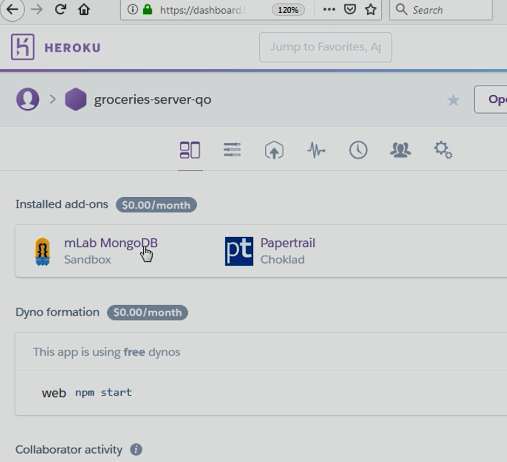 https://dashboard.
120%
Search
HEROKU
Jump to Favorites, Ap
groceries-server-qo
Ope
Installed add-ons $0.00/month
mLab MongoDB
Sandbox
pt
Papertrail
Choklad
Dyno formation $0.00/month
This app is using free dynos
web npm start
Collaborator activity